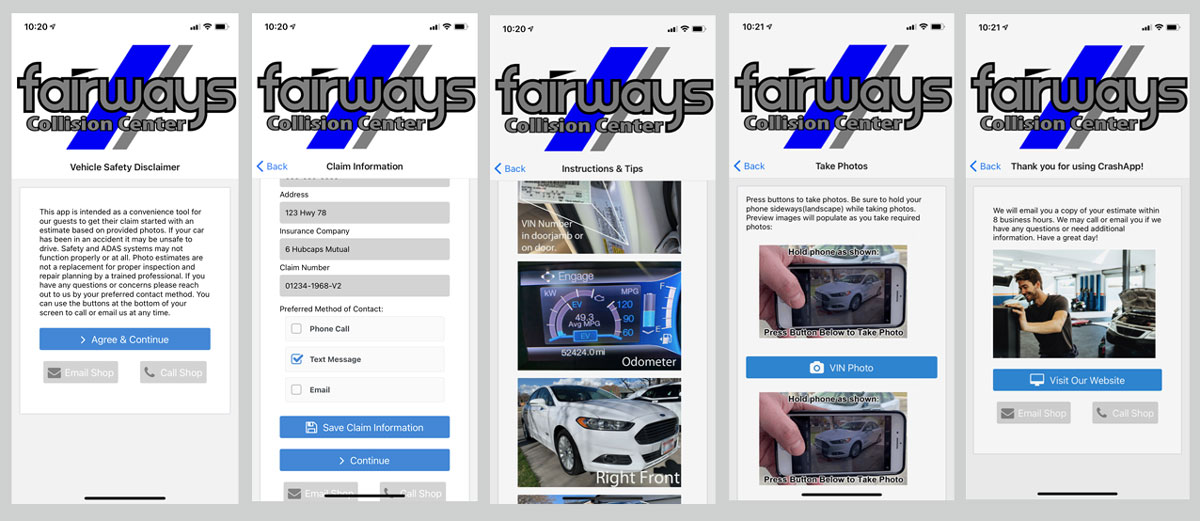 10:20
fairways
Collision Center
Vehicle Safety Disclaimer
This app is intended as a convenience tool for
our guests to get their claim started with an
estimate based on provided photos. If your car
has been in an accident it may be unsafe to
drive. Safety and ADAS systems may not
function properly or at all. Photo estimates are
not a replacement for proper inspection and
repair planning by a trained professional. If you
have any questions or concerns please reach
out to us by your preferred contact method. You
can use the buttons at the bottom of your
screen to call or email us at any time.
Agree & Continue
Email Shop
Call Shop
10:20
fairways
Collision Center
Back
Claim Information
Address
123 Hwy 78
Insurance Company
6 Hubcaps Mutual
Claim Number
01234-1968-V2
Preferred Method of Contact:
Phone Call
Text Message
Email
Save Claim Information
Continue
Email Shop
Call Shop
10:20
fairways
Collision Center
Back
Instructions & Tips
VIN Number
in doorjamb or
on door.
Engage
kW
MPG
EV
120
49.3
Avg MPG
90
60
EV
F
E
52424.0 mi
Odometer
Right Front
10:21
fairways
Collision Center
Back
Take Photos
Press buttons to take photos. Be sure to hold your
phone sideways(landscape) while taking photos.
Preview images will populate as you take required
photos:
Hold phone as shown:
Press Button Below to Take Photo
VIN Photo
Hold phone as shown:
Press Button Below to Take Photo
10:21
fairways
Collision Center
Back
Thank you for using CrashApp!
We will email you a copy of your estimate within
8 business hours. We may call or email you if we
have any questions or need additional
information. Have a great day!
Visit Our Website
Email Shop
Call Shop